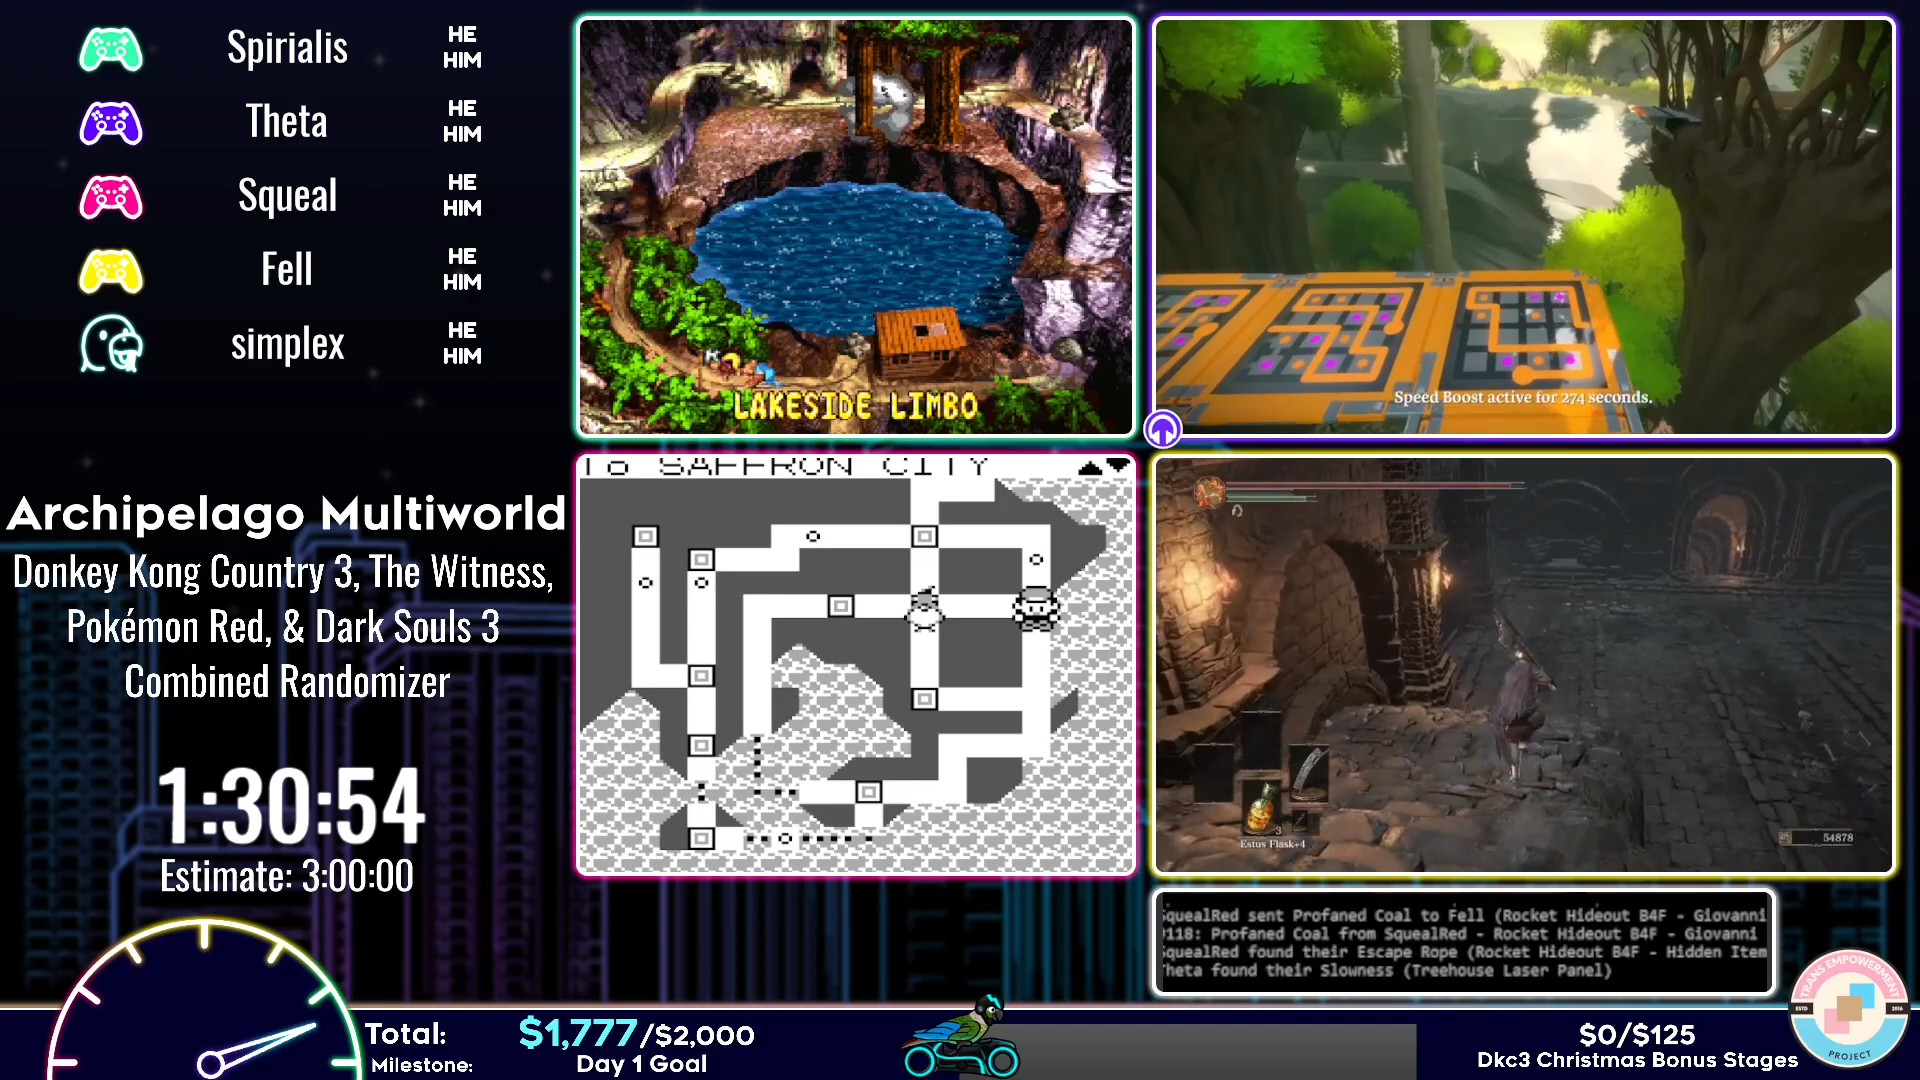 Spirialis
HE
HIM
Theta
HE
HIM
Squeal
HE
HIM
Fell
HE
HIM
simplex
HE
HIM
Archipelago Multiworld
Donkey Kong Country 3, The Witness,
Pokémon Red, & Dark Souls 3
Combined Randomizer
1:30:54
Estimate: 3:00:00
LAKESIDE LIMBO
Speed Boost active for 274 seconds.
To SAFFRON CITY
3
Estus Flask+4
54878
SquealRed sent Profaned Coal to Fell (Rocket Hideout B4F - Giovanni
#118: Profaned Coal from SquealRed - Rocket Hideout B4F - Giovanni
SquealRed found their Escape Rope (Rocket Hideout B4F - Hidden Item
Theta found their Slowness (Treehouse Laser Panel)
Total: $1,777/$2,000
Milestone: Day 1 Goal
$0/$125
Dkc3 Christmas Bonus Stages
TRANS EMPOWERMENT
ESTD 2016
PROJECT